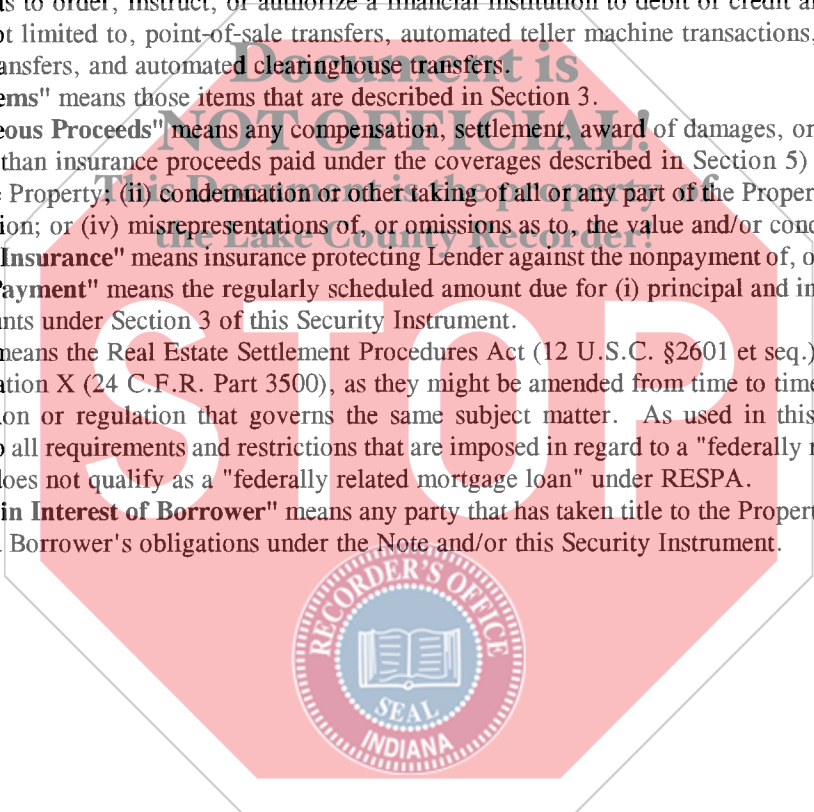 to order, instruct, or authorize a financial institution to debit or credit
limited to, point-of-sale transfers, automated teller machine transactions,
ansfers, and automated clearinghouse transfers.
ems" means those items that are described in Section 3.
eous Proceeds" means any compensation, settlement, award of damages, or
than insurance proceeds paid under the coverages described in Section 5)
Property; (ii) condemnation or other taking of all or any part of the Proper
ion; or (iv) misrepresentations of, or omissions as to, the value and/or cond
Insurance" means insurance protecting Lender against the nonpayment of, o
Payment" means the regularly scheduled amount due for (i) principal and in
nts under Section 3 of this Security Instrument.
means the Real Estate Settlement Procedures Act (12 U.S.C. §2601 et seq.)
ation X (24 C.F.R. Part 3500), as they might be amended from time to time
on or regulation that governs the same subject matter. As used in this
all requirements and restrictions that are imposed in regard to a "federally
does not qualify as a "federally related mortgage loan" under RESPA.
in Interest of Borrower" means any party that has taken title to the Propert
Borrower's obligations under the Note and/or this Security Instrument.
Document is
NOT OFFICIAL!
This Document is the property of
the Lake County Recorder!
STOP
RECORDER'S OFFICE
SEAL
INDIANA